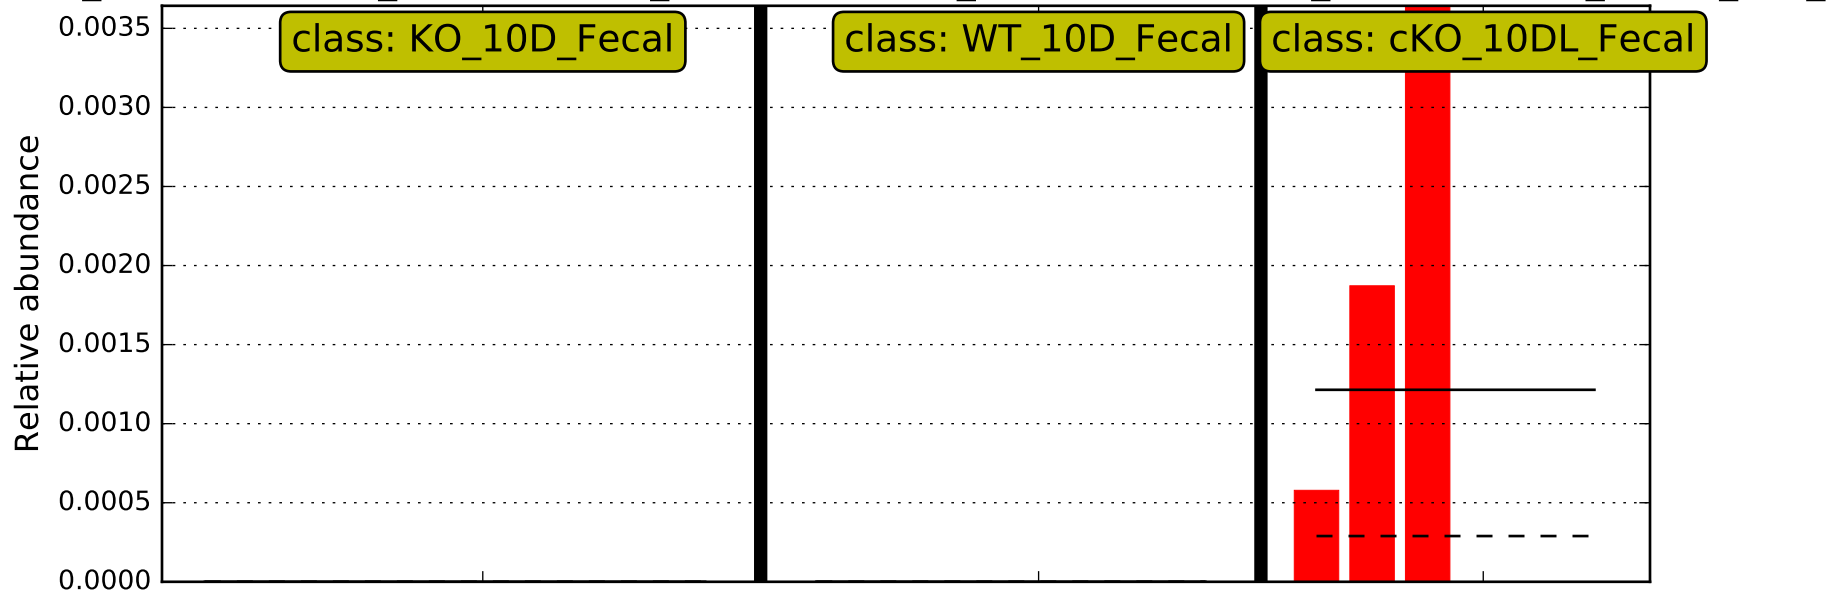 class: KO_10D_Fecal
class: WT_10D_Fecal
class: cKO_10DL_Fecal
Relative abundance
0.0035
0.0030
0.0025
0.0020
0.0015
0.0010
0.0005
0.0000